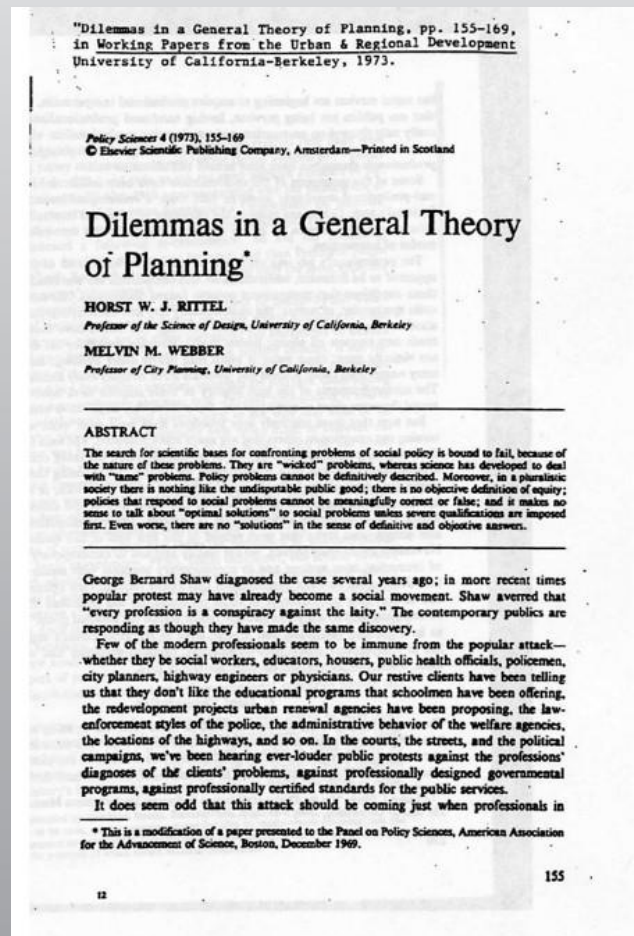 "Dilemmas in a General Theory of Planning, pp. 155-169,
in Working Papers from the Urban & Regional Development
University of California-Berkeley, 1973.
Policy Sciences 4 (1973), 155-169
© Elsevier Scientific Publishing Company, Amsterdam—Printed in Scotland
Dilemmas in a General Theory
of Planning*
HORST W. J. RITTEL
Professor of the Science of Design, University of California, Berkeley
MELVIN M. WEBBER
Professor of City Planning, University of California, Berkeley
ABSTRACT
The search for scientific bases for confronting problems of social policy is bound to fail, because of
the nature of these problems. They are "wicked" problems, whereas science has developed to deal
with "tame" problems. Policy problems cannot be definitively described. Moreover, in a pluralistic
society there is nothing like the undisputable public good; there is no objective definition of equity;
policies that respond to social problems cannot be meaningfully correct or false; and it makes no
sense to talk about "optimal solutions" to social problems unless severe qualifications are imposed
first. Even worse, there are no "solutions" in the sense of definitive and objective answers.
George Bernard Shaw diagnosed the case several years ago; in more recent times
popular protest may have already become a social movement. Shaw averred that
"every profession is a conspiracy against the laity." The contemporary publics are
responding as though they have made the same discovery.
Few of the modern professionals seem to be immune from the popular attack—
whether they be social workers, educators, housers, public health officials, policemen,
city planners, highway engineers or physicians. Our restive clients have been telling
us that they don't like the educational programs that schoolmen have been offering,
the redevelopment projects urban renewal agencies have been proposing, the law-
enforcement styles of the police, the administrative behavior of the welfare agencies,
the locations of the highways, and so on. In the courts, the streets, and the political
campaigns, we've been hearing ever-louder public protests against the professions'
diagnoses of the clients' problems, against professionally designed governmental
programs, against professionally certified standards for the public services.
It does seem odd that this attack should be coming just when professionals in
* This is a modification of a paper presented to the Panel on Policy Sciences, American Association
for the Advancement of Science, Boston, December 1969.
155
12